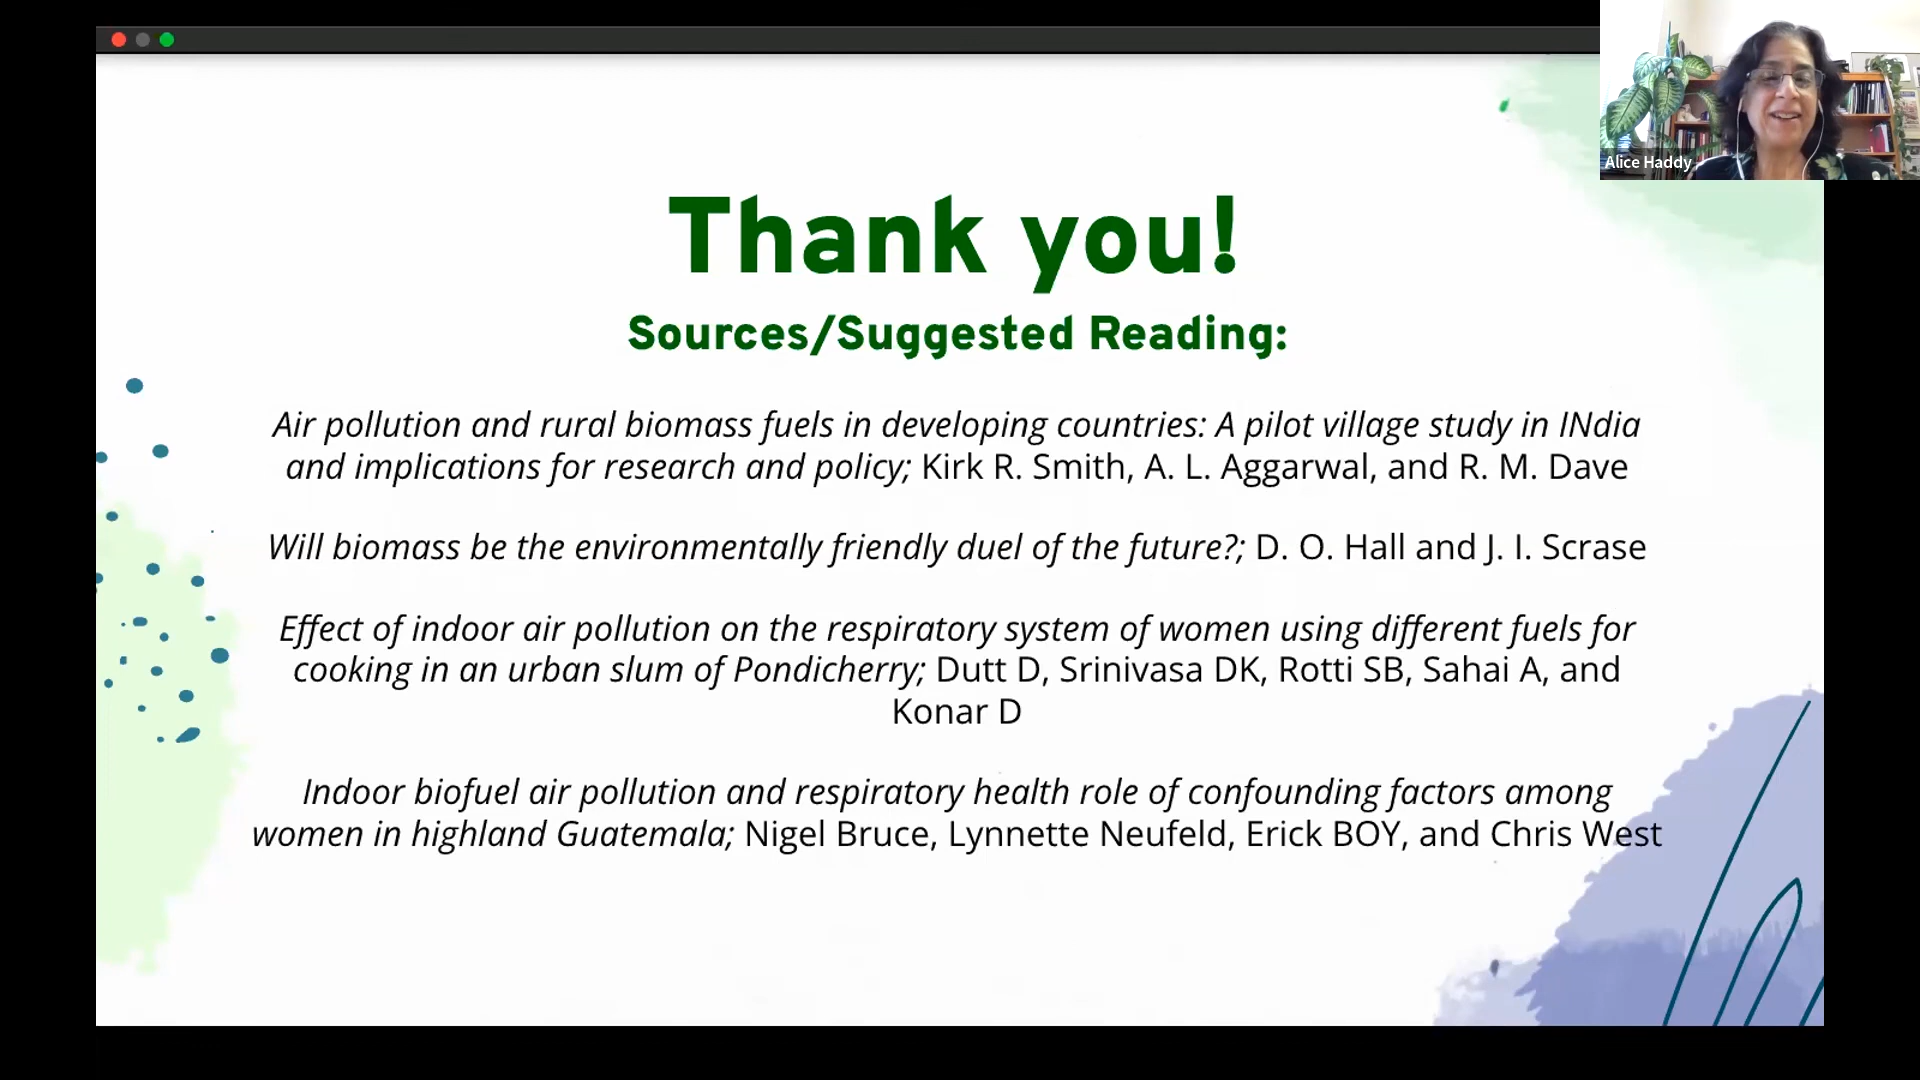 Alice Haddy
Thank you!
Sources/Suggested Reading:
Air pollution and rural biomass fuels in developing countries: A pilot village study in INdia
and implications for research and policy; Kirk R. Smith, A. L. Aggarwal, and R. M. Dave
Will biomass be the environmentally friendly duel of the future?; D. O. Hall and J. I. Scrase
Effect of indoor air pollution on the respiratory system of women using different fuels for
cooking in an urban slum of Pondicherry; Dutt D, Srinivasa DK, Rotti SB, Sahai A, and
Konar D
Indoor biofuel air pollution and respiratory health role of confounding factors among
women in highland Guatemala; Nigel Bruce, Lynnette Neufeld, Erick BOY, and Chris West